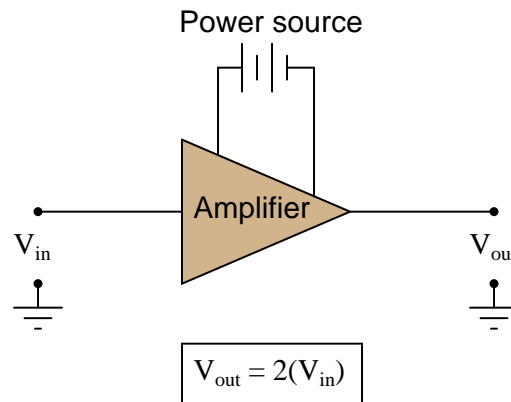 Power source
Amplifier
V_in
V_ou
V_out = 2(V_in)